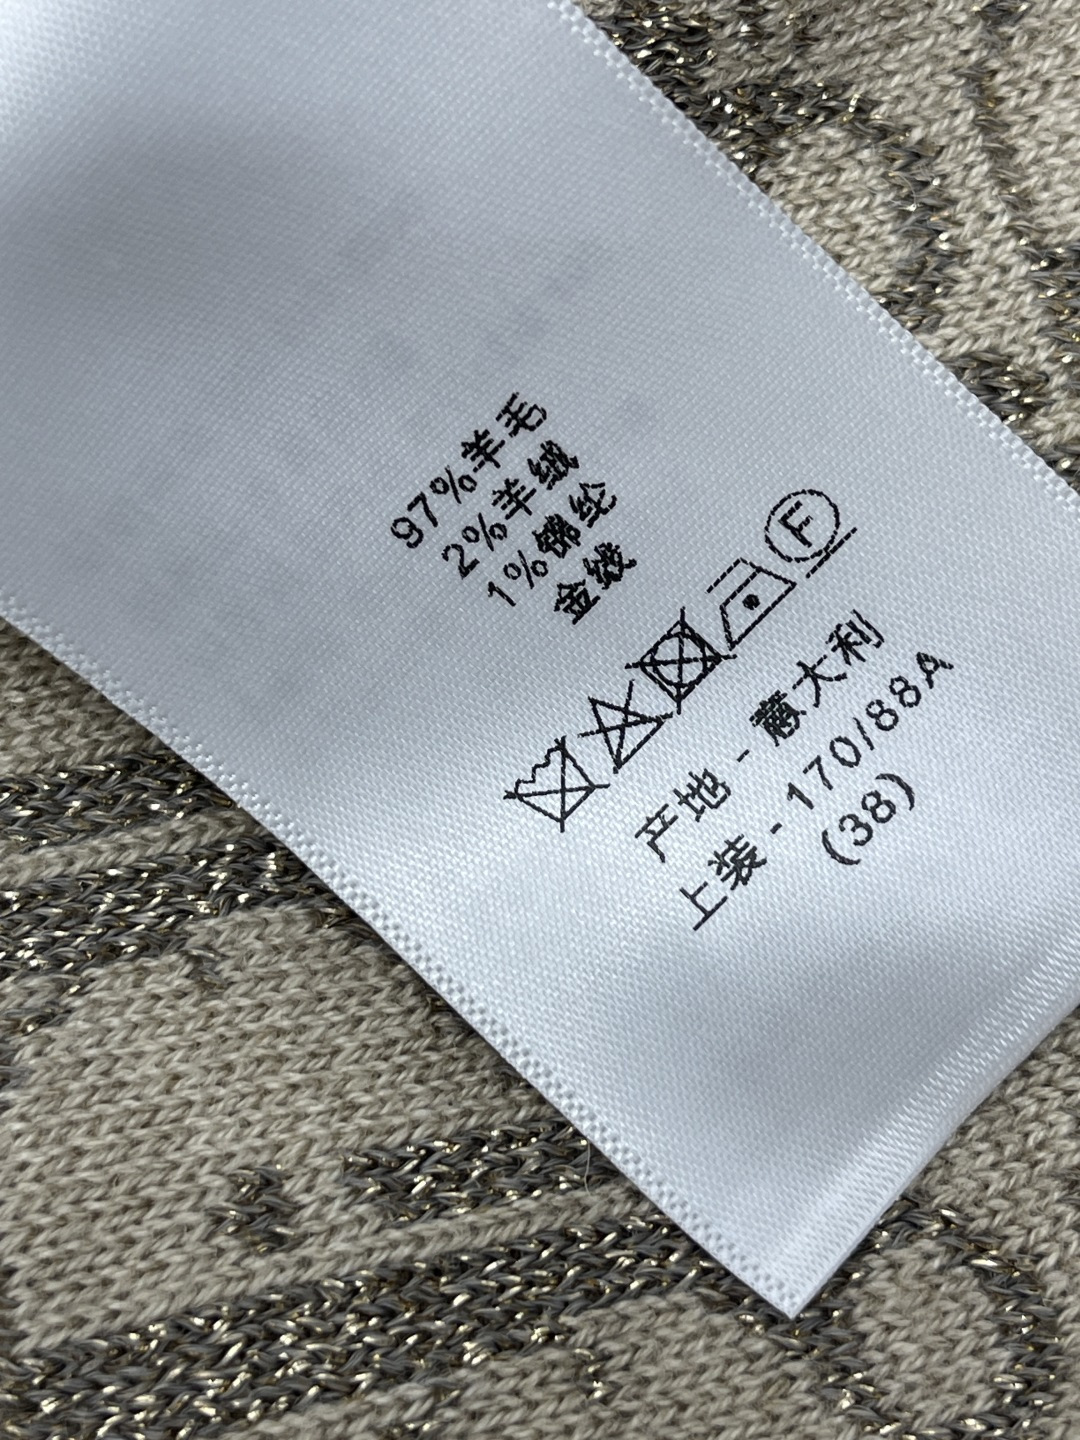 97%羊毛
2%羊绒
1%锦纶
金线
F
产地 - 意大利
上装 - 170/88A
(38)